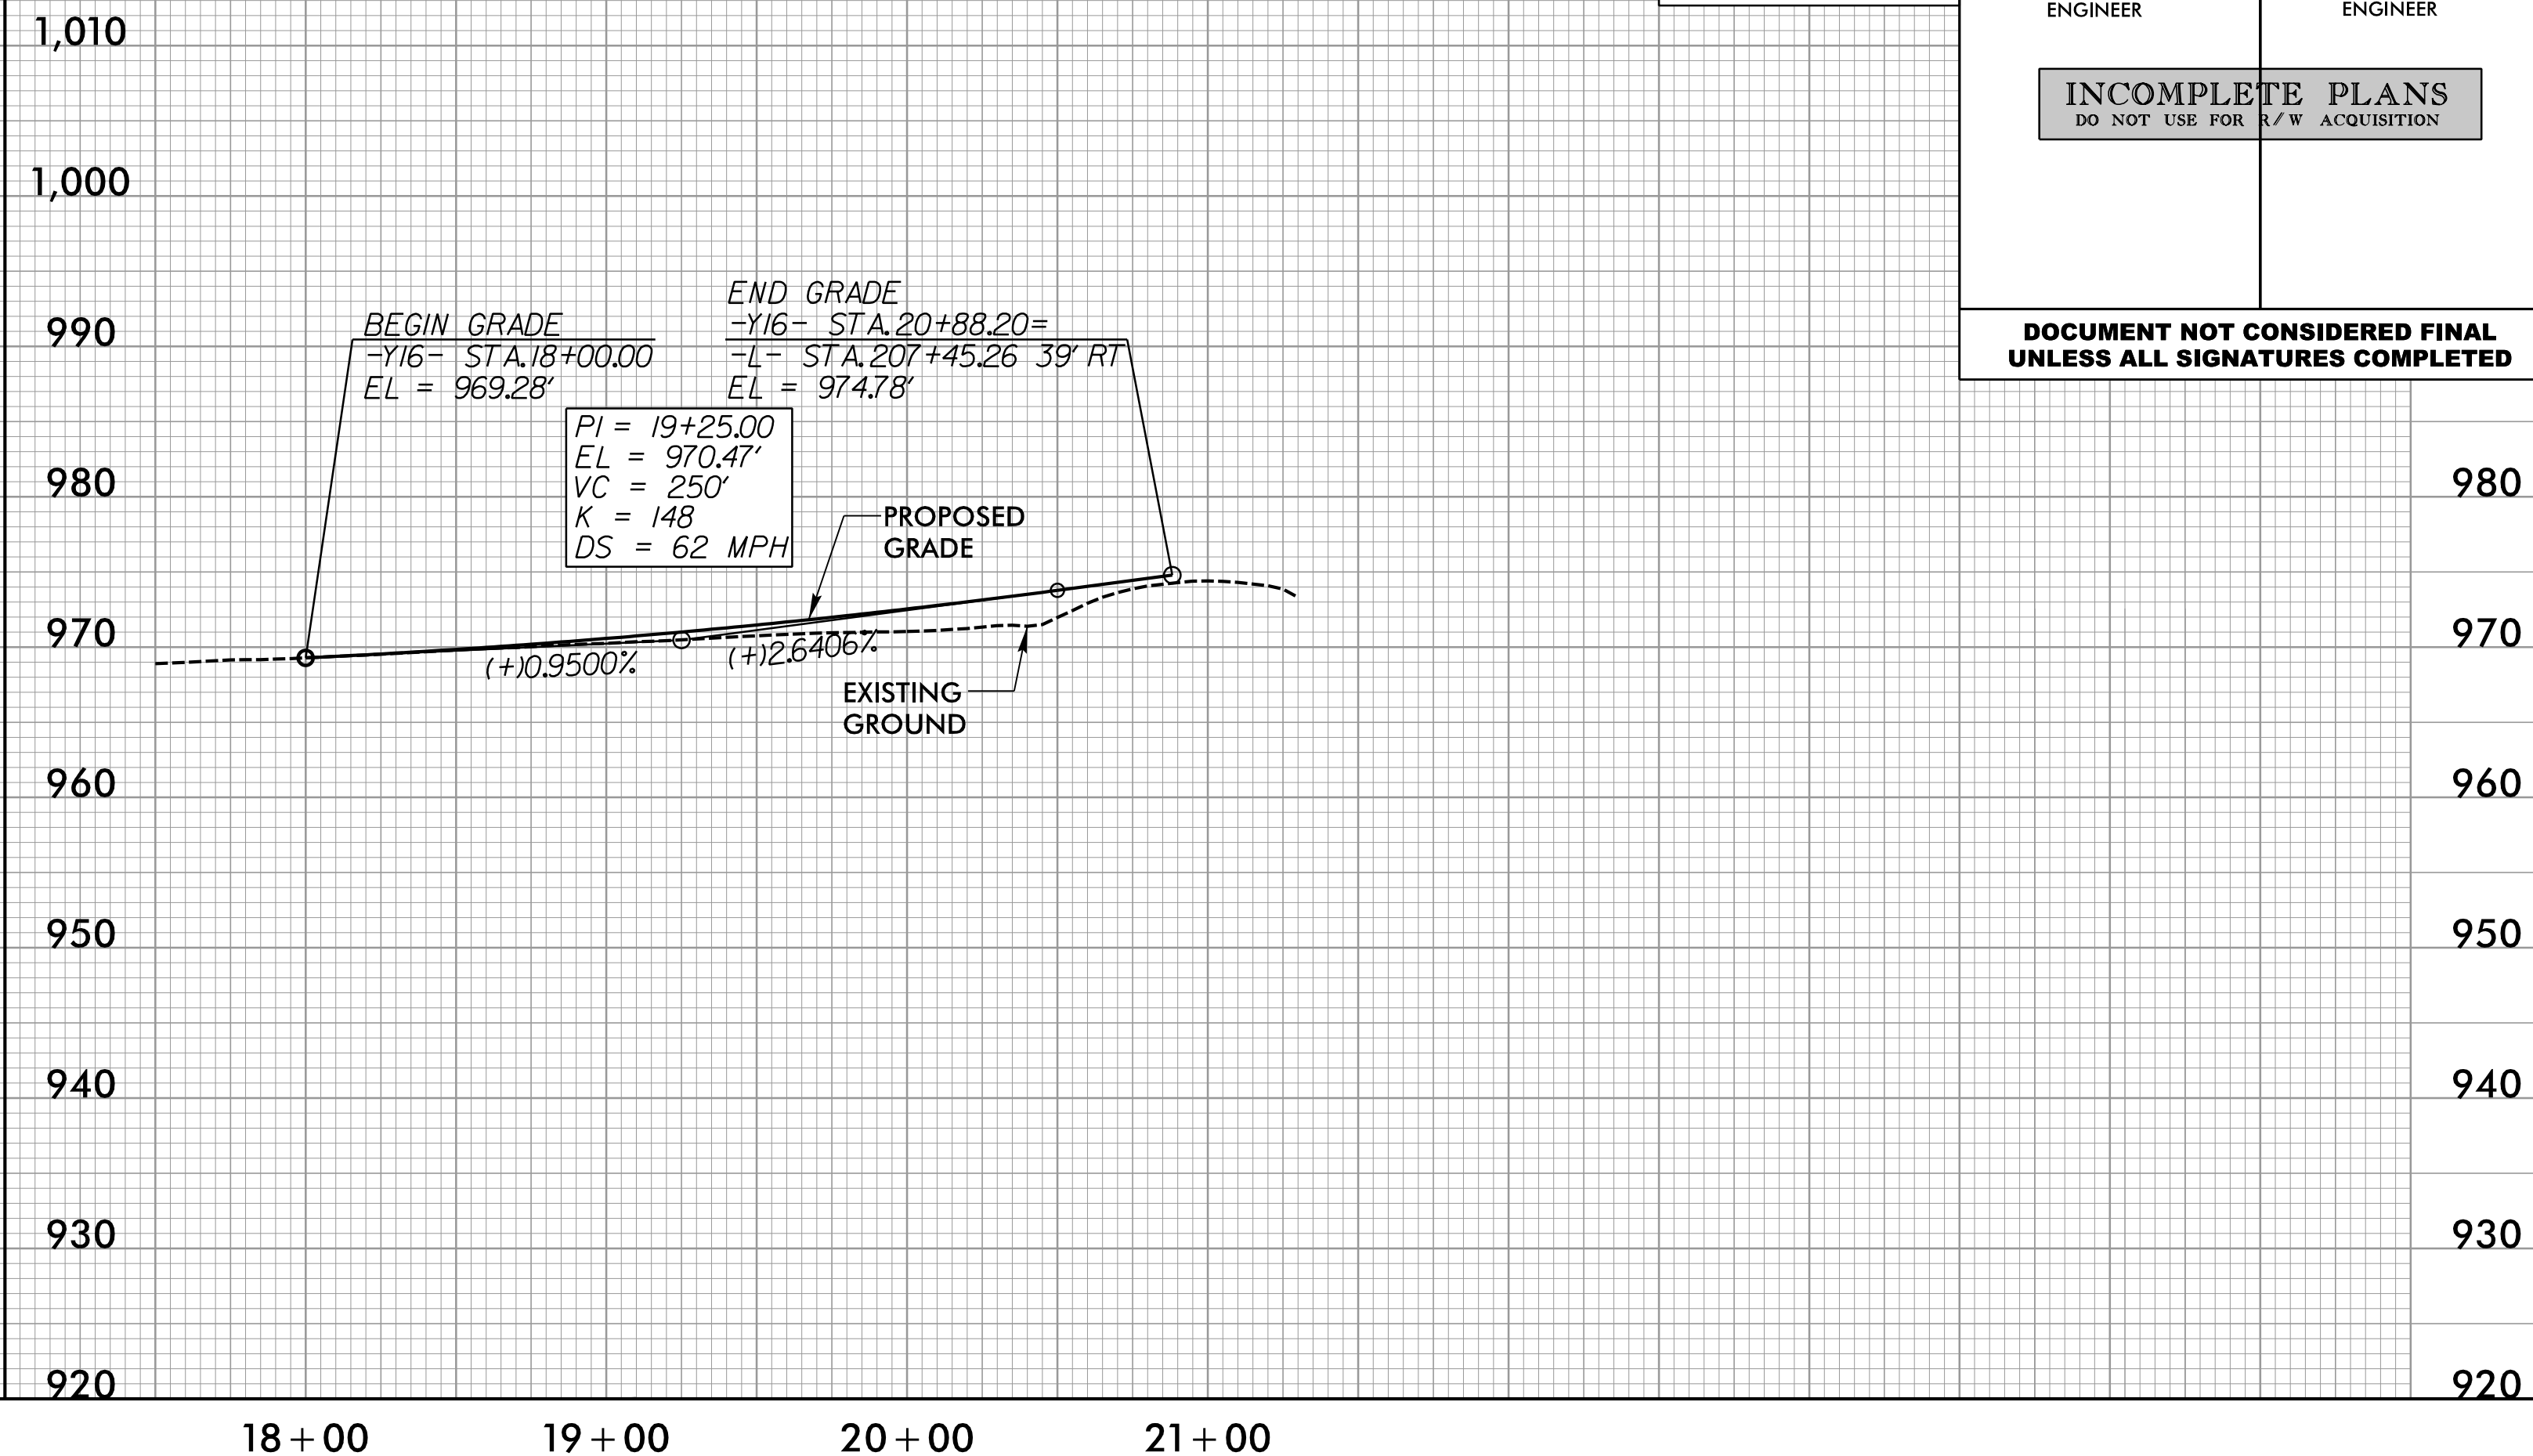 ENGINEER
ENGINEER
INCOMPLETE PLANS
DO NOT USE FOR R/W ACQUISITION
DOCUMENT NOT CONSIDERED FINAL
UNLESS ALL SIGNATURES COMPLETED
1,010
1,000
990
980
970
960
950
940
930
920
BEGIN GRADE
-Y16- STA.18+00.00
EL = 969.28'
END GRADE
-Y16- STA.20+88.20=
-L- STA.207+45.26 39' RT
EL = 974.78'
PI = 19+25.00
EL = 970.47'
VC = 250'
K = 148
DS = 62 MPH
PROPOSED
GRADE
(+)0.9500%
(+)2.6406%
EXISTING
GROUND
980
970
960
950
940
930
920
18+00
19+00
20+00
21+00